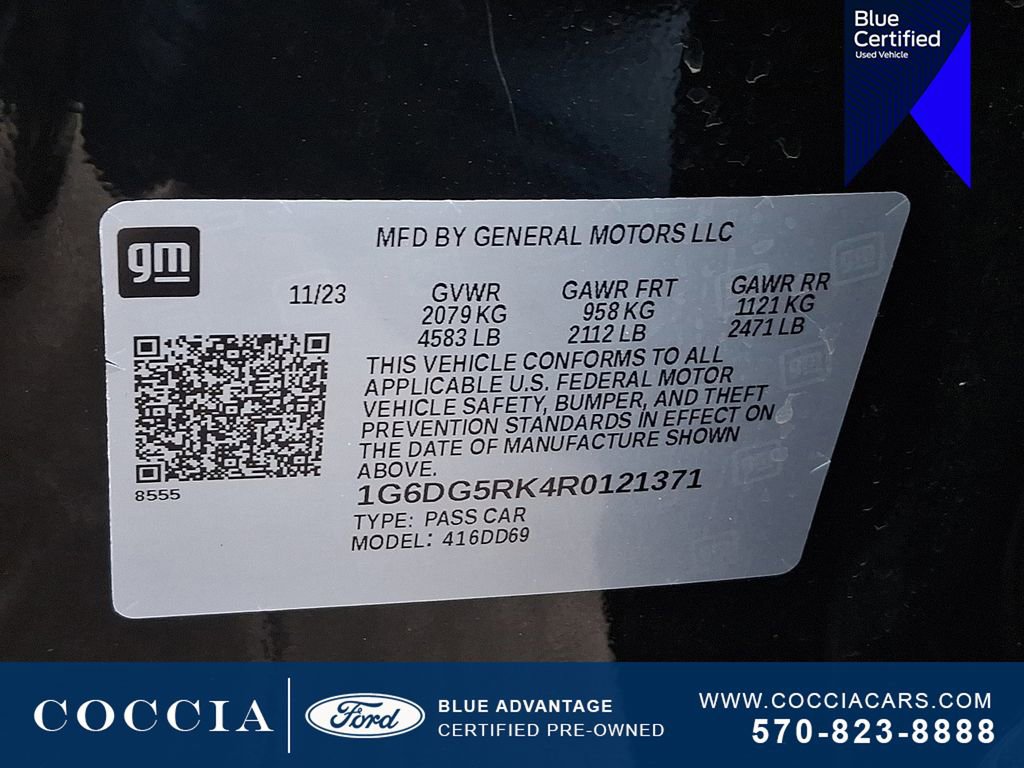 Blue
Certified
Used Vehicle
gm
MFD BY GENERAL MOTORS LLC
11/23
GVWR GAWR FRT GAWR RR
2079 KG 958 KG 1121 KG
4583 LB 2112 LB 2471 LB
THIS VEHICLE CONFORMS TO ALL
APPLICABLE U.S. FEDERAL MOTOR
VEHICLE SAFETY, BUMPER, AND THEFT
PREVENTION STANDARDS IN EFFECT ON
THE DATE OF MANUFACTURE SHOWN
ABOVE.
8555
1G6DG5RK4R0121371
TYPE: PASS CAR
MODEL: 416DD69
COCCIA
Ford
BLUE ADVANTAGE
CERTIFIED PRE-OWNED
WWW.COCCIACARS.COM
570-823-8888